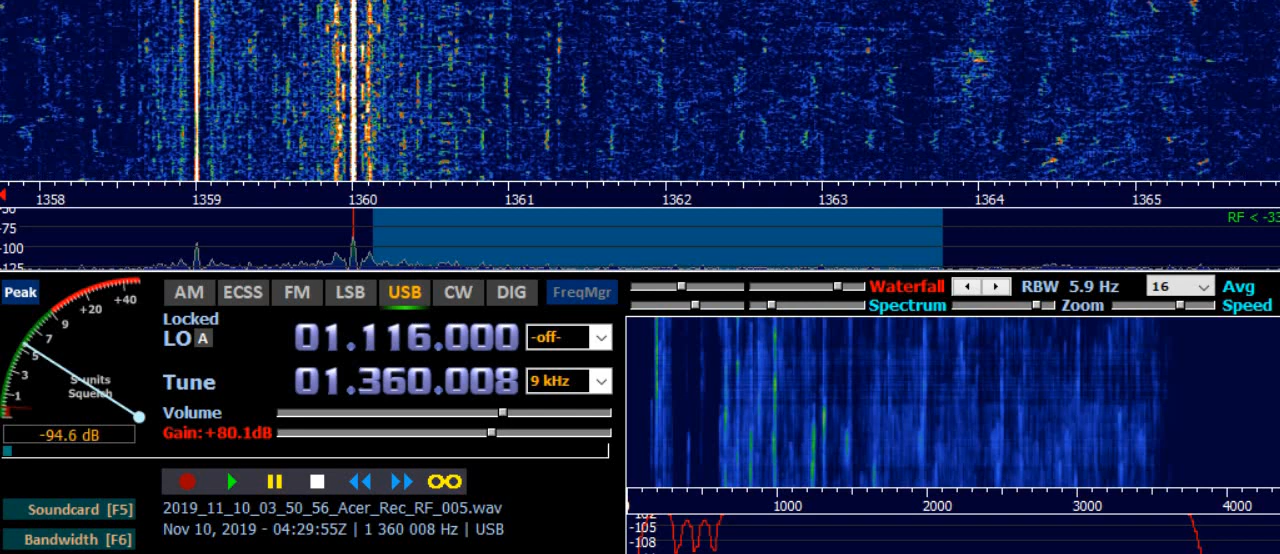 1358 1359 1360 1361 1362 1363 1364 1365
-50
-75
-100
-125
RF < -33
Peak
+40
+20
9
7
5
3
1
S-units
Squelch
-94.6 dB
AM ECSS FM LSB USB CW DIG FreqMgr
Locked
LO A 01.116.000 -off-
Tune 01.360.008 9 kHz
Volume
Gain:+80.1dB
2019_11_10_03_50_56_Acer_Rec_RF_005.wav
Nov 10, 2019 - 04:29:55Z | 1 360 008 Hz | USB
Soundcard [F5]
Bandwidth [F6]
Waterfall RBW 5.9 Hz 16 Avg
Spectrum Zoom Speed
1000 2000 3000 4000
-105
-108